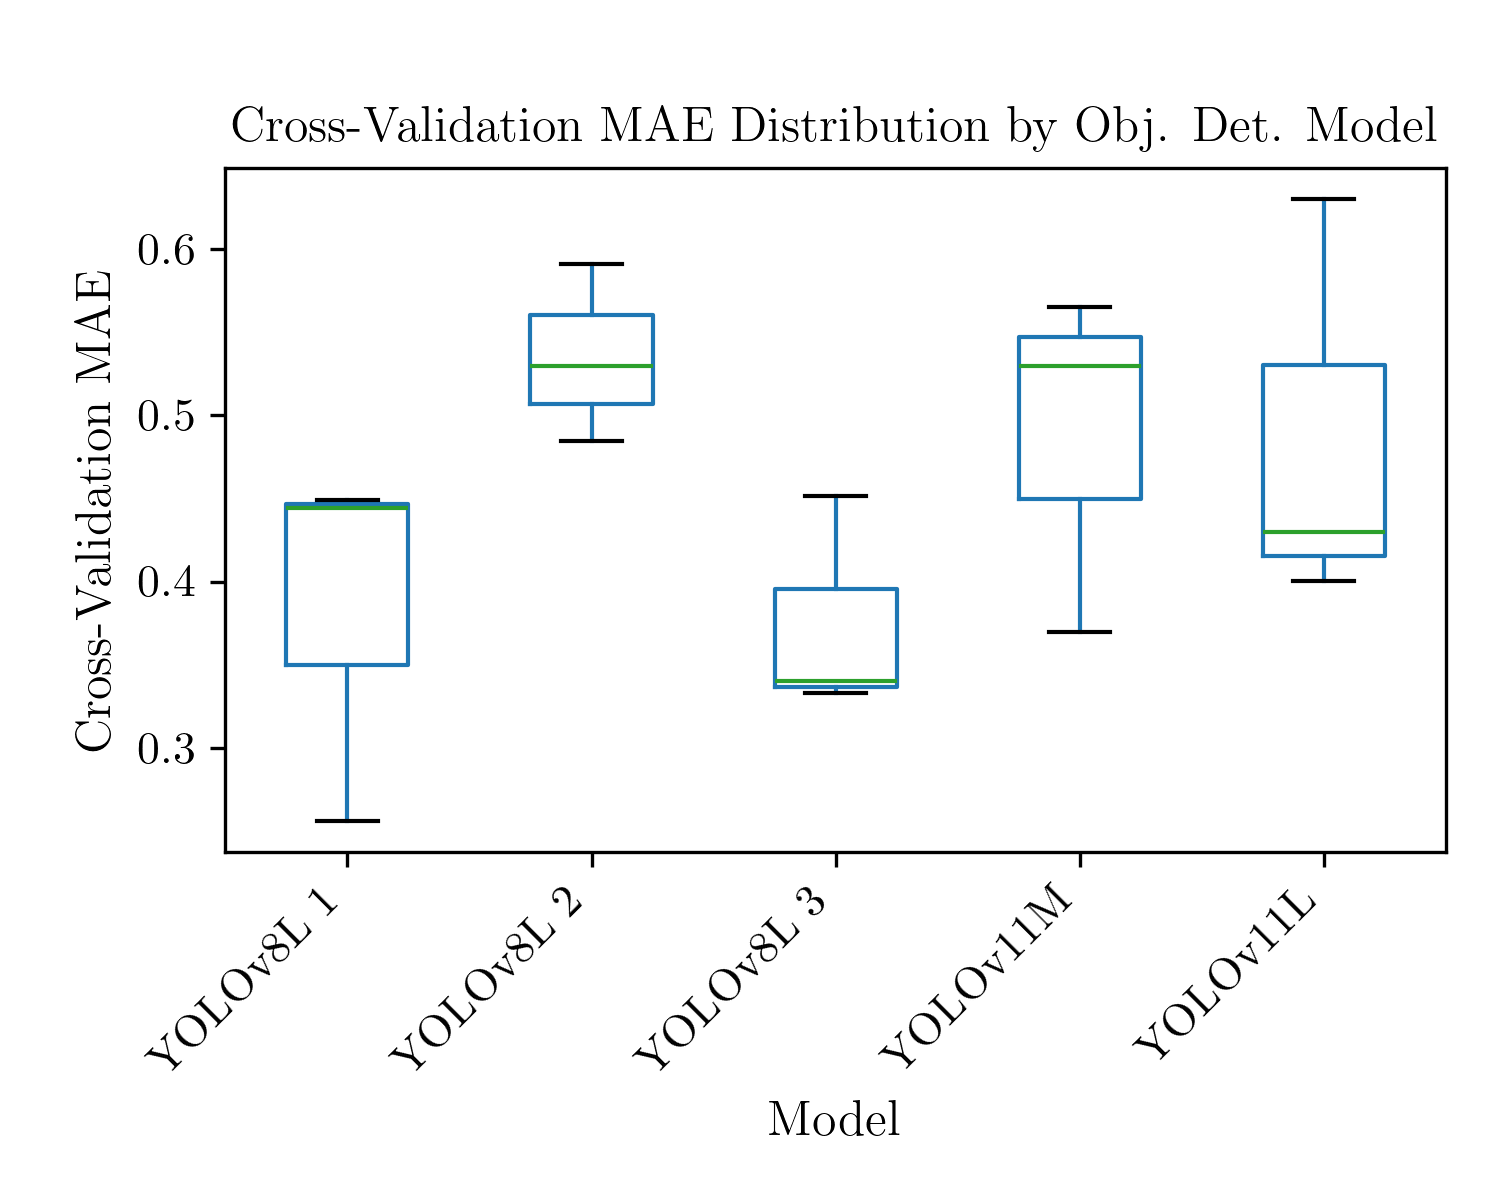 Cross-Validation MAE Distribution by Obj. Det. Model
Cross-Validation MAE
0.6
0.5
0.4
0.3
YOLOv8L 1
YOLOv8L 2
YOLOv8L 3
YOLOv11M
YOLOv11L
Model